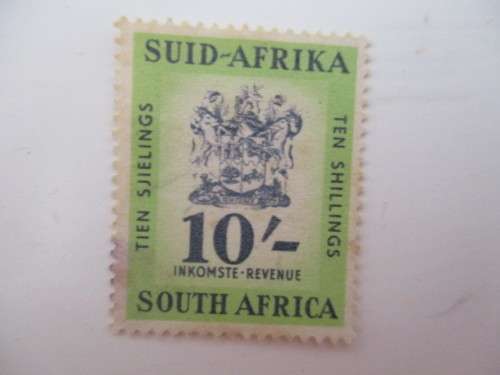 SUID-AFRIKA
TIEN SJIELINGS
TEN SHILLINGS
10/-
INKOMSTE-REVENUE
SOUTH AFRICA